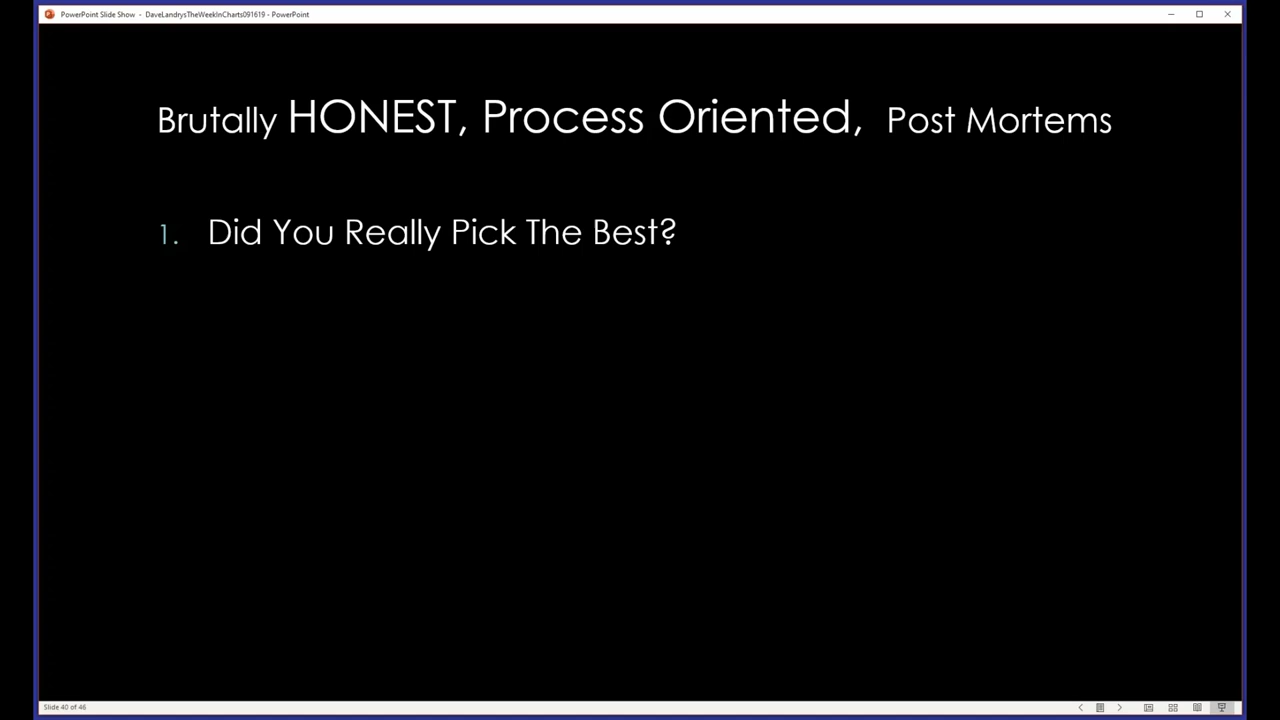 PowerPoint Slide Show - DaveLandrysTheWeekInCharts091619 - PowerPoint
Brutally HONEST, Process Oriented, Post Mortems
1. Did You Really Pick The Best?
Slide 40 of 46